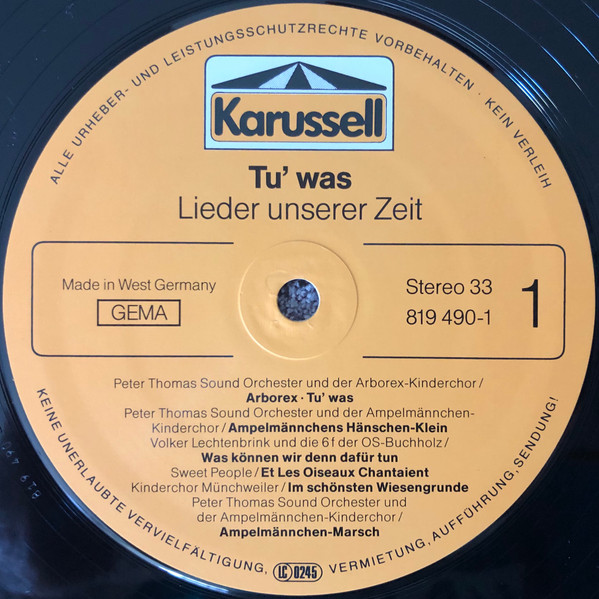 ALLE URHEBER- UND LEISTUNGSSCHUTZRECHTE VORBEHALTEN · KEIN VERLEIH
Karussell
Tu' was
Lieder unserer Zeit
Made in West Germany
GEMA
Stereo 33
819 490-1
1
Peter Thomas Sound Orchester und der Arborex-Kinderchor/
Arborex · Tu' was
Peter Thomas Sound Orchester und der Ampelmännchen-
Kinderchor/Ampelmännchens Hänschen-Klein
Volker Lechtenbrink und die 6f der OS-Buchholz/
Was können wir denn dafür tun
Sweet People/Et Les Oiseaux Chantaient
Kinderchor Münchweiler/Im schönsten Wiesengrunde
Peter Thomas Sound Orchester und
der Ampelmännchen-Kinderchor/
Ampelmännchen-Marsch
KEINE UNERLAUBTE VERVIELFÄLTIGUNG, VERMIETUNG, AUFFÜHRUNG, SENDUNG!
LC 0245